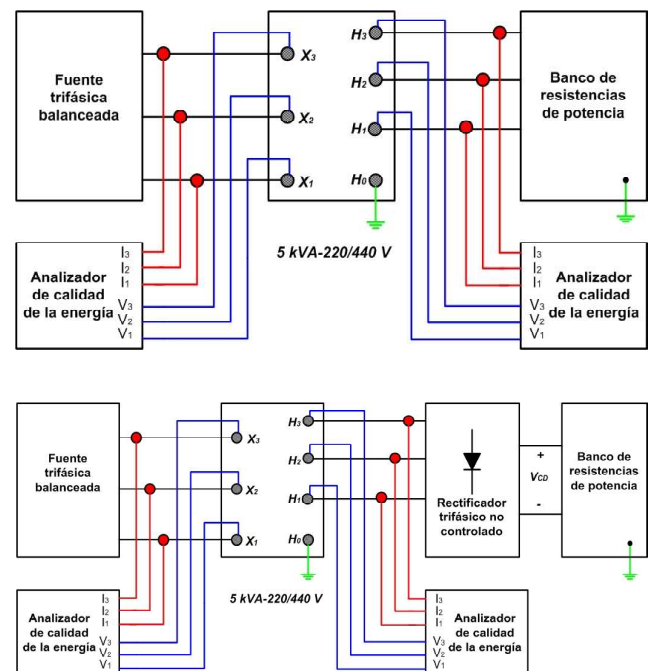 Fuente
trifásica
balanceada
X3
X2
X1
H3
H2
H1
H0
Banco de
resistencias
de potencia
5 kVA-220/440 V
Analizador
de calidad
de la energía
I3
I2
I1
V3
V2
V1
I3
I2
I1
V3
V2
V1
Analizador
de calidad
de la energía
Fuente
trifásica
balanceada
X3
X2
X1
H3
H2
H1
H0
Rectificador
trifásico no
controlado
+
VCD
-
Banco de
resistencias
de potencia
5 kVA-220/440 V
Analizador
de calidad
de la energía
I3
I2
I1
V3
V2
V1
I3
I2
I1
V3
V2
V1
Analizador
de calidad
de la energía